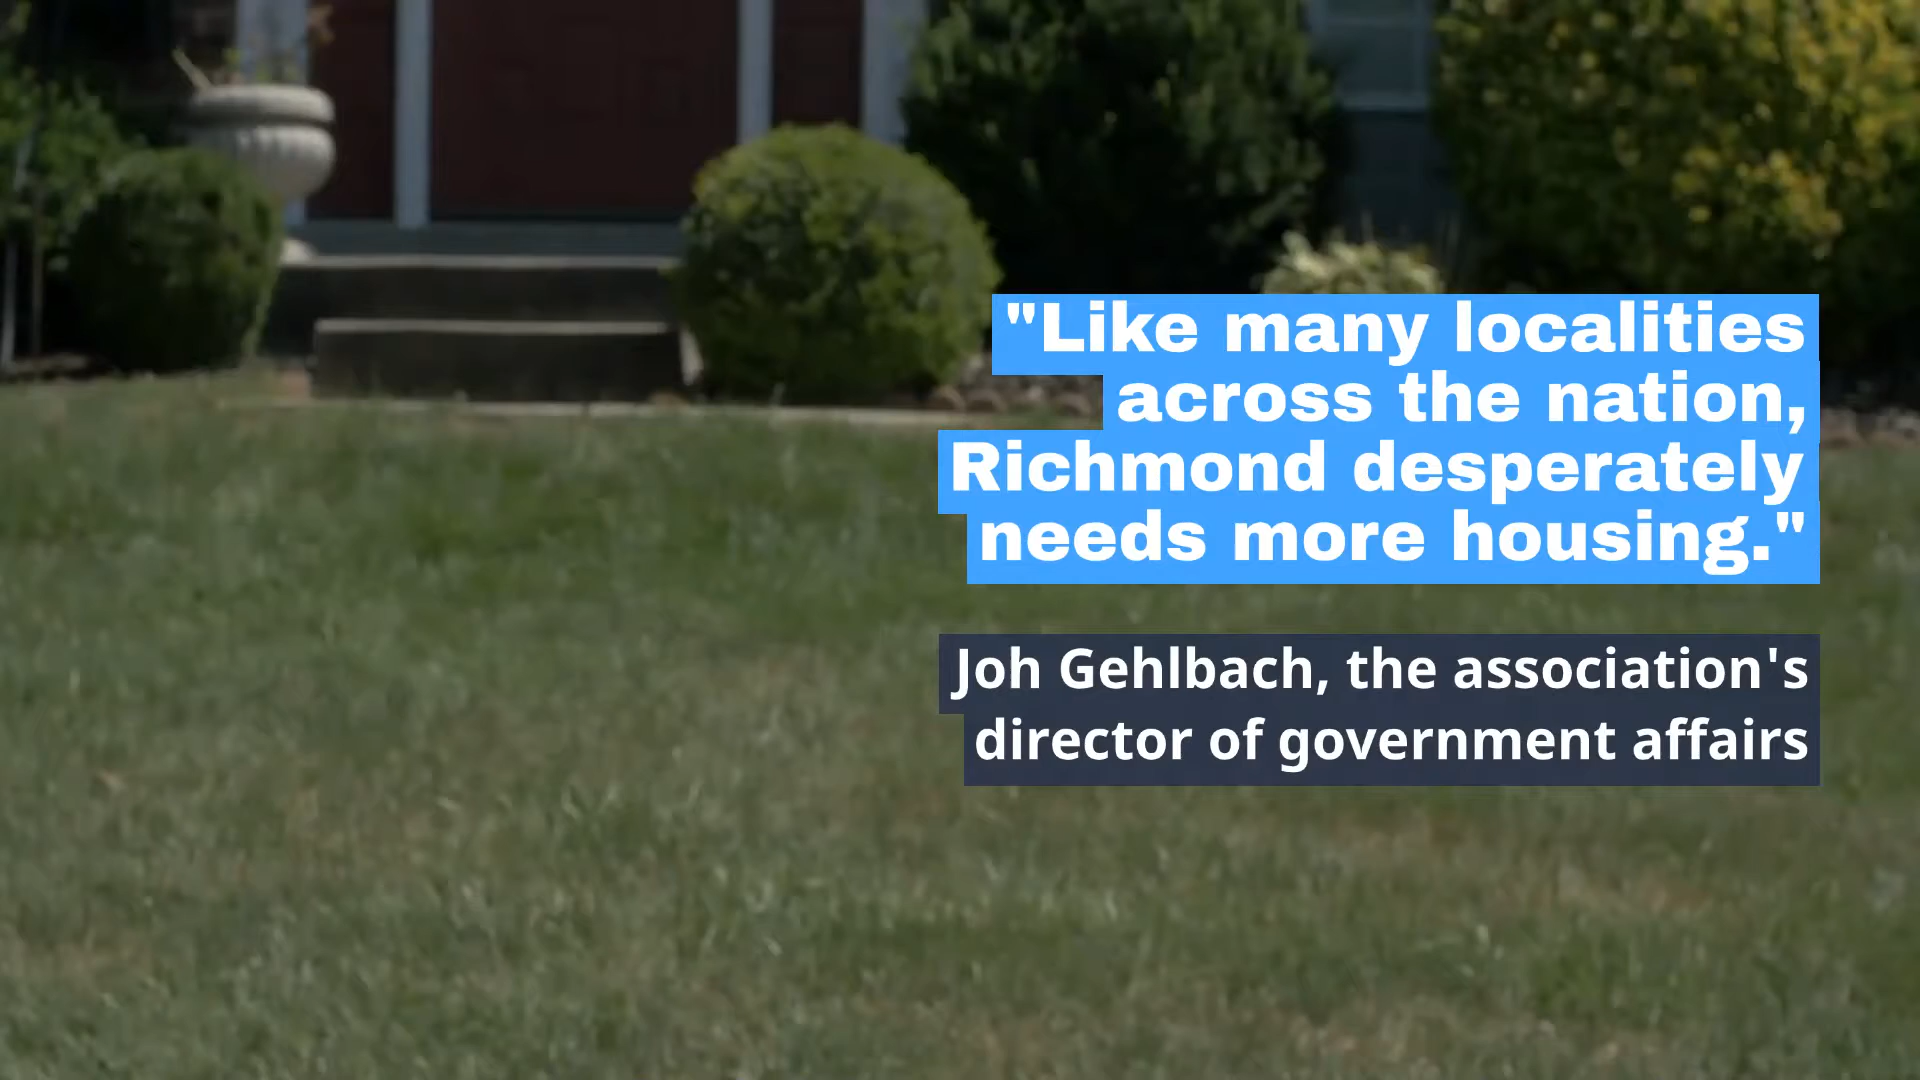 "Like many localities
across the nation,
Richmond desperately
needs more housing."
Joh Gehlbach, the association's
director of government affairs